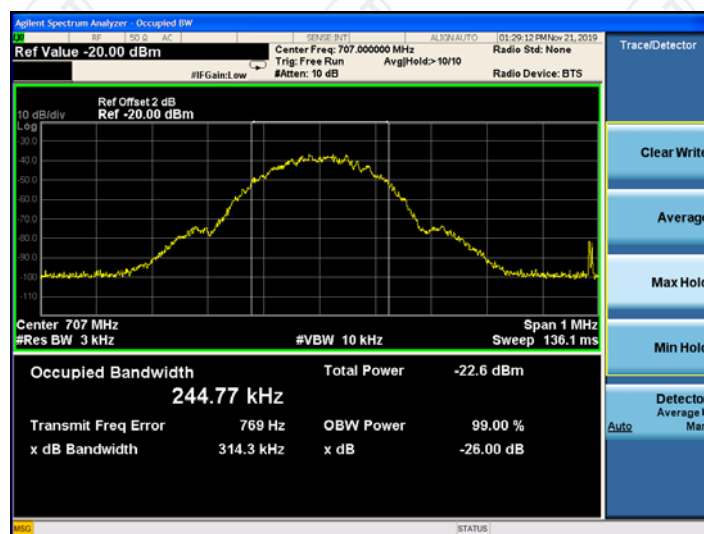 Agilent Spectrum Analyzer - Occupied BW
LXI RF 50 Ω AC SENSE:INT ALIGN AUTO 01:29:12 PM Nov 21, 2019
Ref Value -20.00 dBm
Center Freq: 707.000000 MHz
Radio Std: None
Trig: Free Run Avg|Hold:> 10/10
#IFGain:Low
#Atten: 10 dB
Radio Device: BTS
Ref Offset 2 dB
10 dB/div Ref -20.00 dBm
Log
-30.0
-40.0
-50.0
-60.0
-70.0
-80.0
-90.0
-100
-110
Center 707 MHz
Span 1 MHz
#Res BW 3 kHz
#VBW 10 kHz
Sweep 136.1 ms
Occupied Bandwidth
Total Power -22.6 dBm
244.77 kHz
Transmit Freq Error 769 Hz
OBW Power 99.00 %
x dB Bandwidth 314.3 kHz
x dB -26.00 dB
MSG
STATUS
Trace/Detector
Clear Write
Average
Max Hold
Min Hold
Detecto
Average
Auto Man